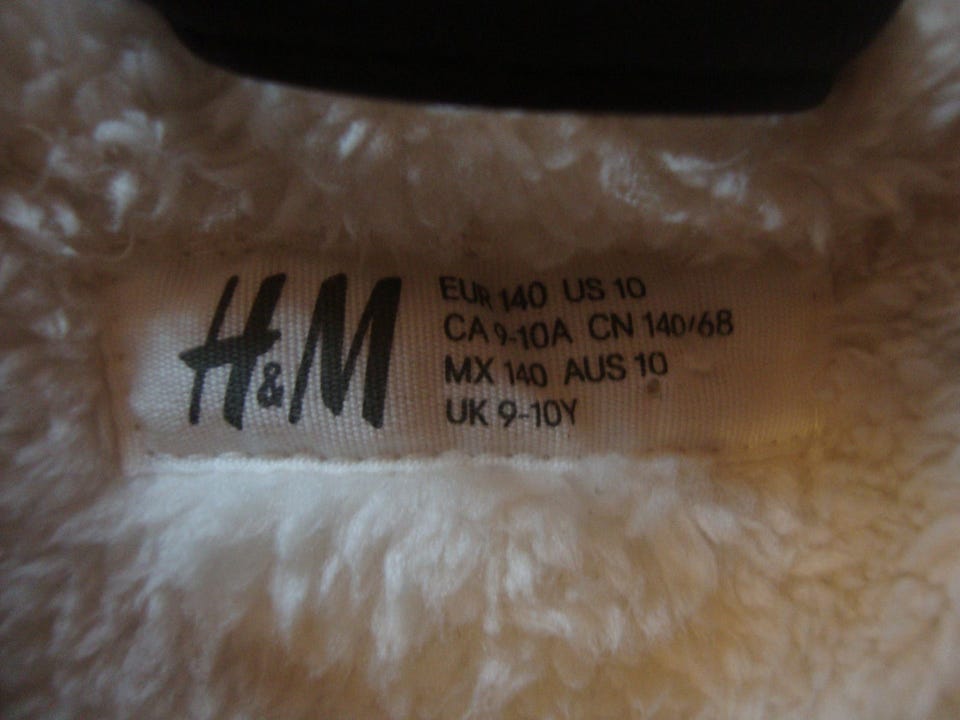 H&M
EUR 140 US 10
CA 9-10A CN 140/68
MX 140 AUS 10
UK 9-10Y